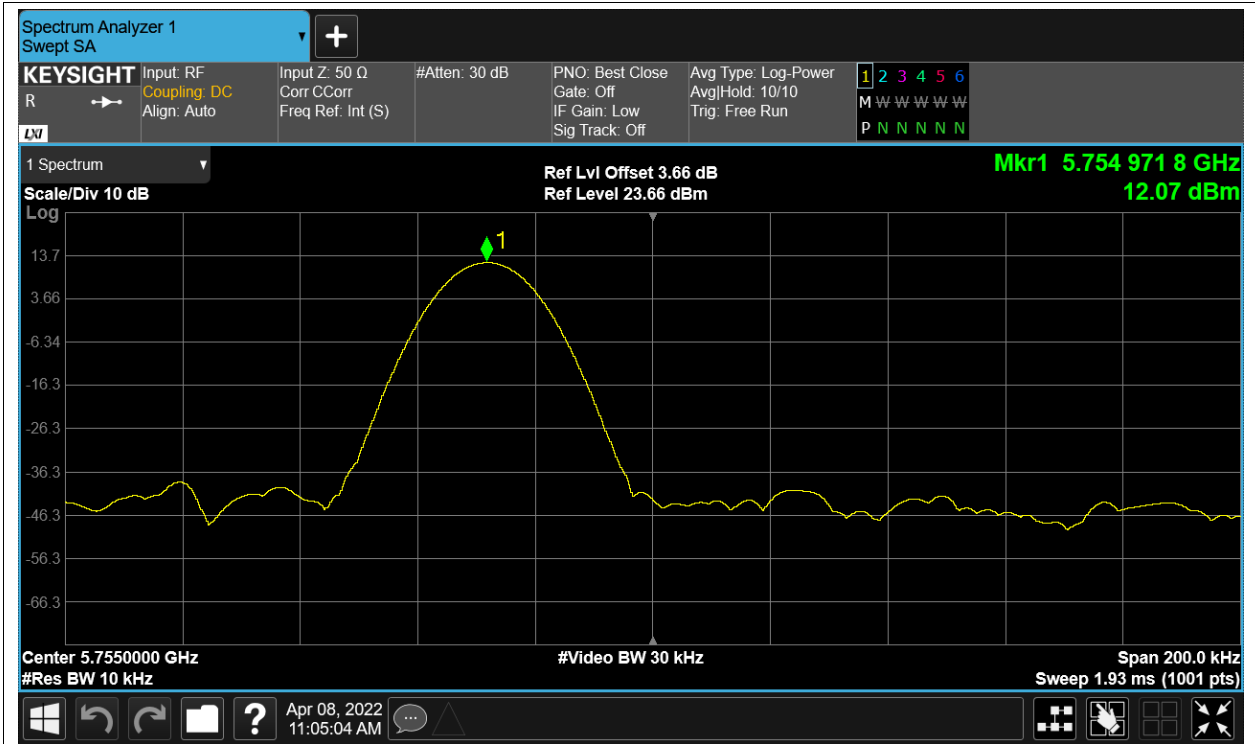 Spectrum Analyzer 1
Swept SA
KEYSIGHT
R
LXI
Input: RF
Coupling: DC
Align: Auto
Input Z: 50 Ω
Corr CCorr
Freq Ref: Int (S)
#Atten: 30 dB
PNO: Best Close
Gate: Off
IF Gain: Low
Sig Track: Off
Avg Type: Log-Power
Avg|Hold: 10/10
Trig: Free Run
1 2 3 4 5 6
M W W W W W
P N N N N N
1 Spectrum
Scale/Div 10 dB
Log
Ref Lvl Offset 3.66 dB
Ref Level 23.66 dBm
Mkr1 5.754 971 8 GHz
12.07 dBm
1
13.7
3.66
-6.34
-16.3
-26.3
-36.3
-46.3
-56.3
-66.3
Center 5.7550000 GHz
#Res BW 10 kHz
#Video BW 30 kHz
Span 200.0 kHz
Sweep 1.93 ms (1001 pts)
?
Apr 08, 2022
11:05:04 AM